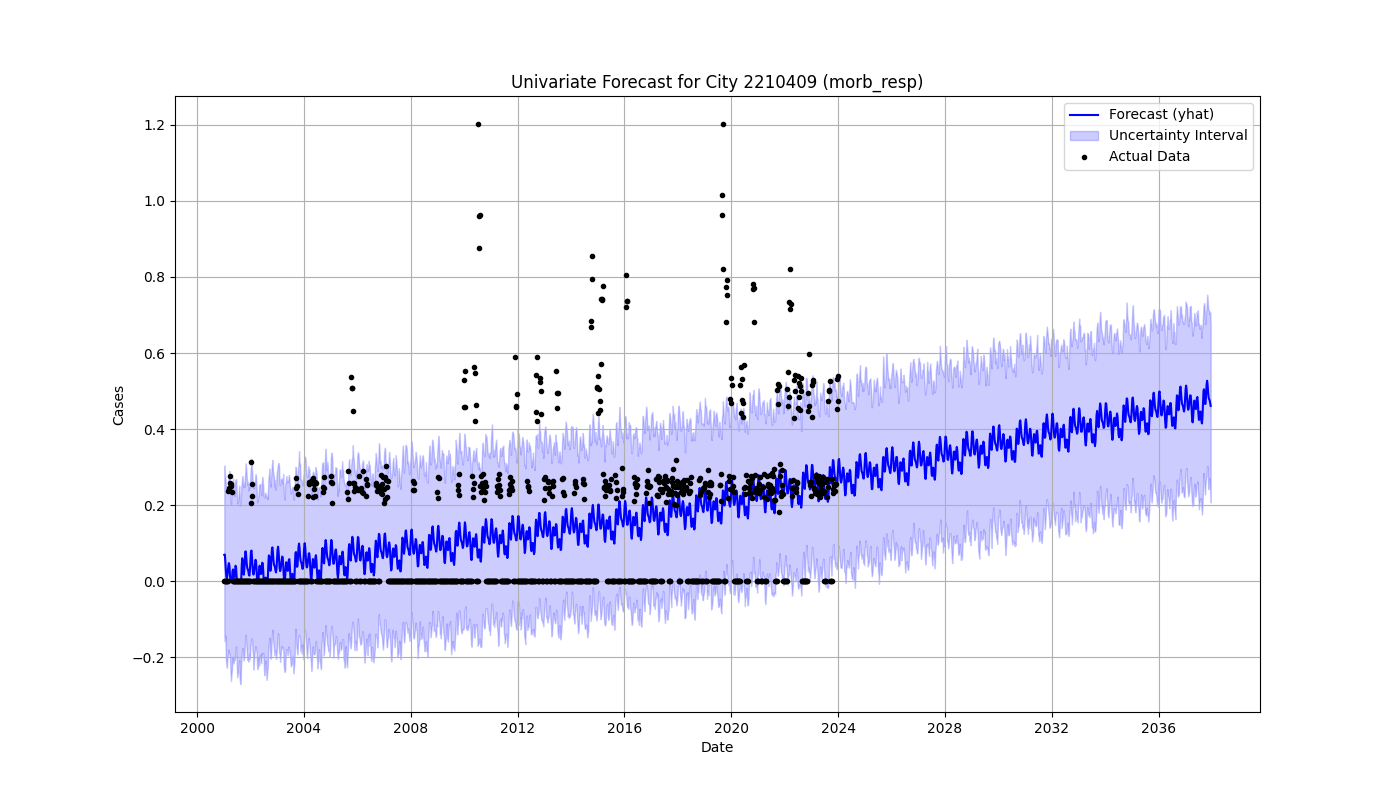 Univariate Forecast for City 2210409 (morb_resp)
Forecast (yhat)
Uncertainty Interval
Actual Data
Cases
1.2
1.0
0.8
0.6
0.4
0.2
0.0
−0.2
2000 2004 2008 2012 2016 2020 2024 2028 2032 2036
Date